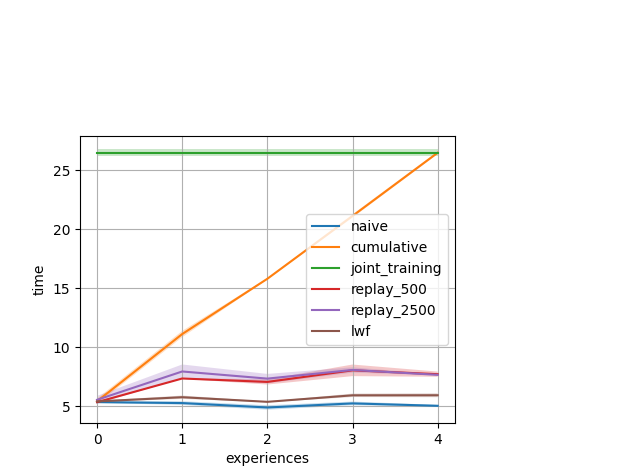 25
20
15
10
5
time
naive
cumulative
joint_training
replay_500
replay_2500
lwf
0 1 2 3 4
experiences